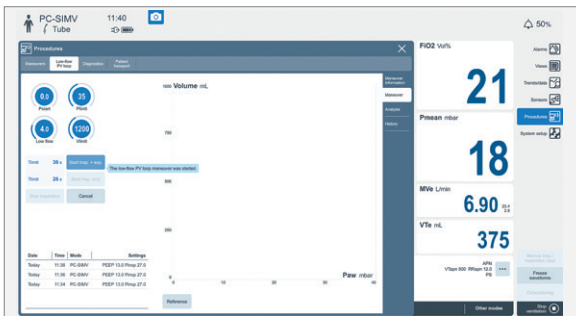 PC-SIMV
Tube
11:40
50%
Procedures
Maneuvers
Low-flow PV loop
Diagnostics
Patient transport
Maneuver information
Maneuver
Analysis
History
0.0
Pstart
35
Plimit
4.0
Low flow
1200
Vlimit
Tlimit 38 s Start insp. + exp.
Tlimit
Stop inspiration
Cancel
The low-flow PV loop maneuver was started.
1000 Volume mL
750
500
250
0
10
20
30
40
Paw mbar
Reference
Date Time Mode Settings
Today 11:38 PC-SIMV PEEP 13.0 Pinsp 27.0
Today 11:36 PC-SIMV PEEP 13.0 Pinsp 27.0
Today 11:34 PC-SIMV PEEP 13.0 Pinsp 27.0
FiO2 Vol%
21
Pmean mbar
18
MVe L/min
6.90
VTe mL
375
APN
VTapn 500 RRapn 12.0
PS
Other modes
Alarms
Views
Trends/data
Sensors
Procedures
System setup
Freeze waveforms
Stop ventilation